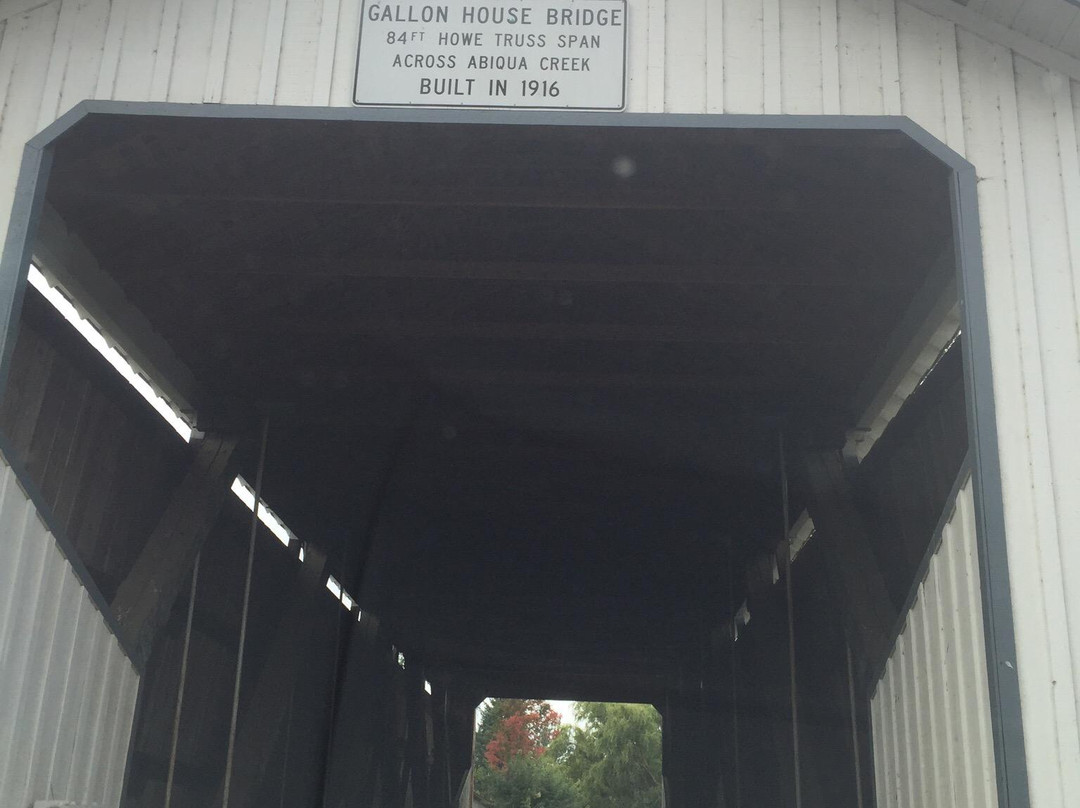 GALLON HOUSE BRIDGE
84FT HOWE TRUSS SPAN
ACROSS ABIQUA CREEK
BUILT IN 1916